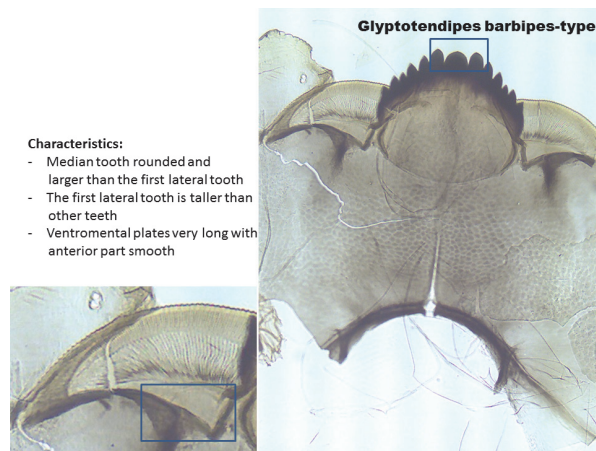 Glyptotendipes barbipes-type
Characteristics:
- Median tooth rounded and
larger than the first lateral tooth
- The first lateral tooth is taller than
other teeth
- Ventromental plates very long with
anterior part smooth